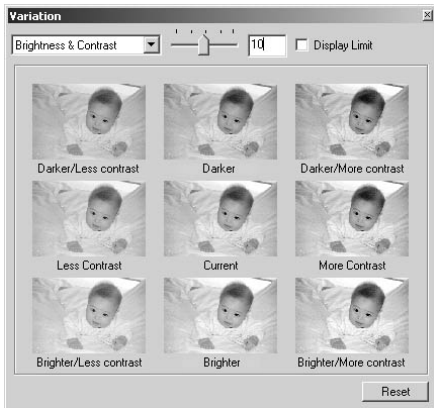 Variation
Brightness & Contrast 10 Display Limit
Darker/Less contrast Darker Darker/More contrast
Less Contrast Current More Contrast
Brighter/Less contrast Brighter Brighter/More contrast
Reset